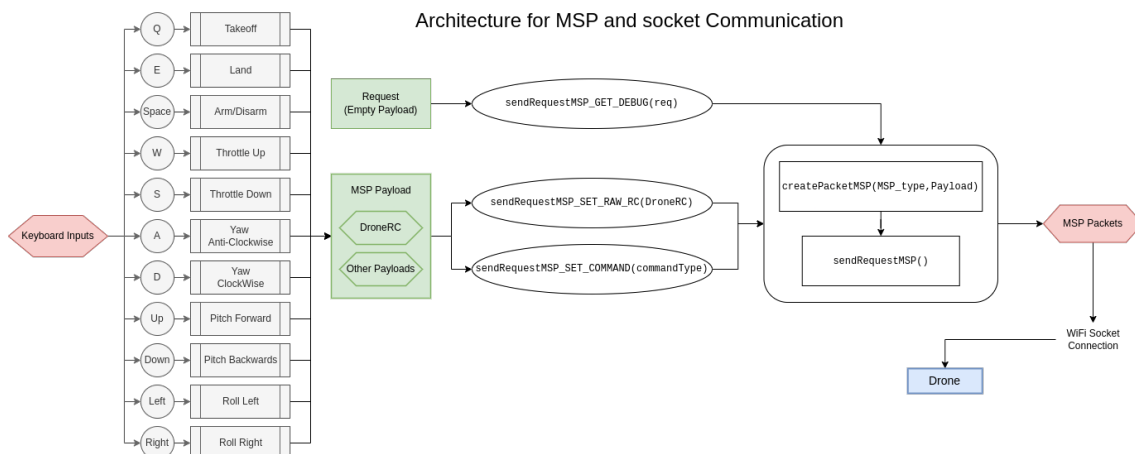 Architecture for MSP and socket Communication
Keyboard Inputs
Q
Takeoff
E
Land
Space
Arm/Disarm
W
Throttle Up
S
Throttle Down
A
Yaw
Anti-Clockwise
D
Yaw
ClockWise
Up
Pitch Forward
Down
Pitch Backwards
Left
Roll Left
Right
Roll Right
Request
(Empty Payload)
sendRequestMSP_GET_DEBUG(req)
MSP Payload
DroneRC
Other Payloads
sendRequestMSP_SET_RAW_RC(DroneRC)
sendRequestMSP_SET_COMMAND(commandType)
createPacketMSP(MSP_type,Payload)
sendRequestMSP()
MSP Packets
WiFi Socket
Connection
Drone